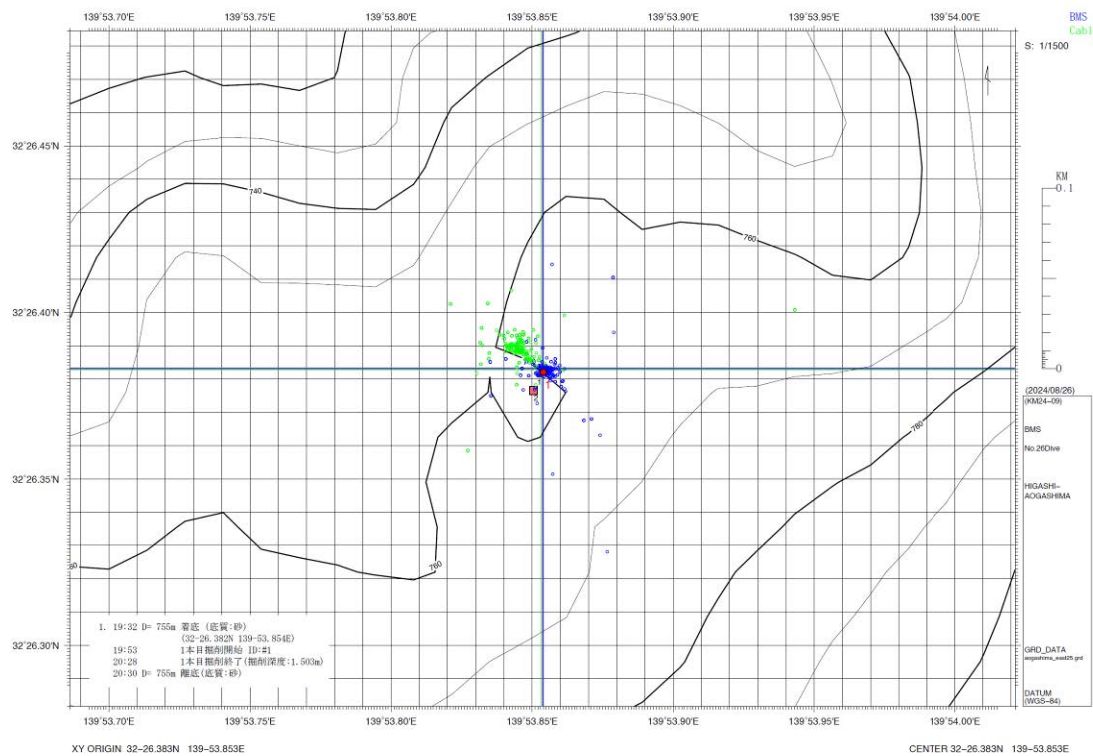 139°53.70'E 139°53.75'E 139°53.80'E 139°53.85'E 139°53.90'E 139°53.95'E 139°54.00'E
BMS
Cabl
S: 1/1500
32°26.45'N
KM
0.1
740
760
32°26.40'N
0
(2024/08/26)
(KM24-09)
BMS
No.26Dive
HIGASHI-
AOGASHIMA
780
32°26.35'N
760
1. 19:32 D= 755m 着底 (底質:砂)
(32-26.382N 139-53.854E)
19:53 1本目掘削開始 ID:#1
20:28 1本目掘削終了(掘削深度:1.503m)
20:30 D= 755m 離底(底質:砂)
32°26.30'N
GRD_DATA
aogashima_east25.grd
DATUM
(WGS-84)
139°53.70'E 139°53.75'E 139°53.80'E 139°53.85'E 139°53.90'E 139°53.95'E 139°54.00'E
XY ORIGIN 32-26.383N 139-53.853E
CENTER 32-26.383N 139-53.853E